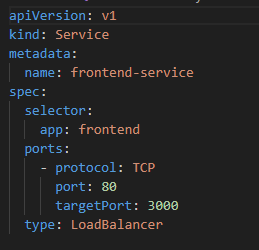 apiVersion: v1
kind: Service
metadata:
  name: frontend-service
spec:
  selector:
    app: frontend
  ports:
    - protocol: TCP
      port: 80
      targetPort: 3000
  type: LoadBalancer